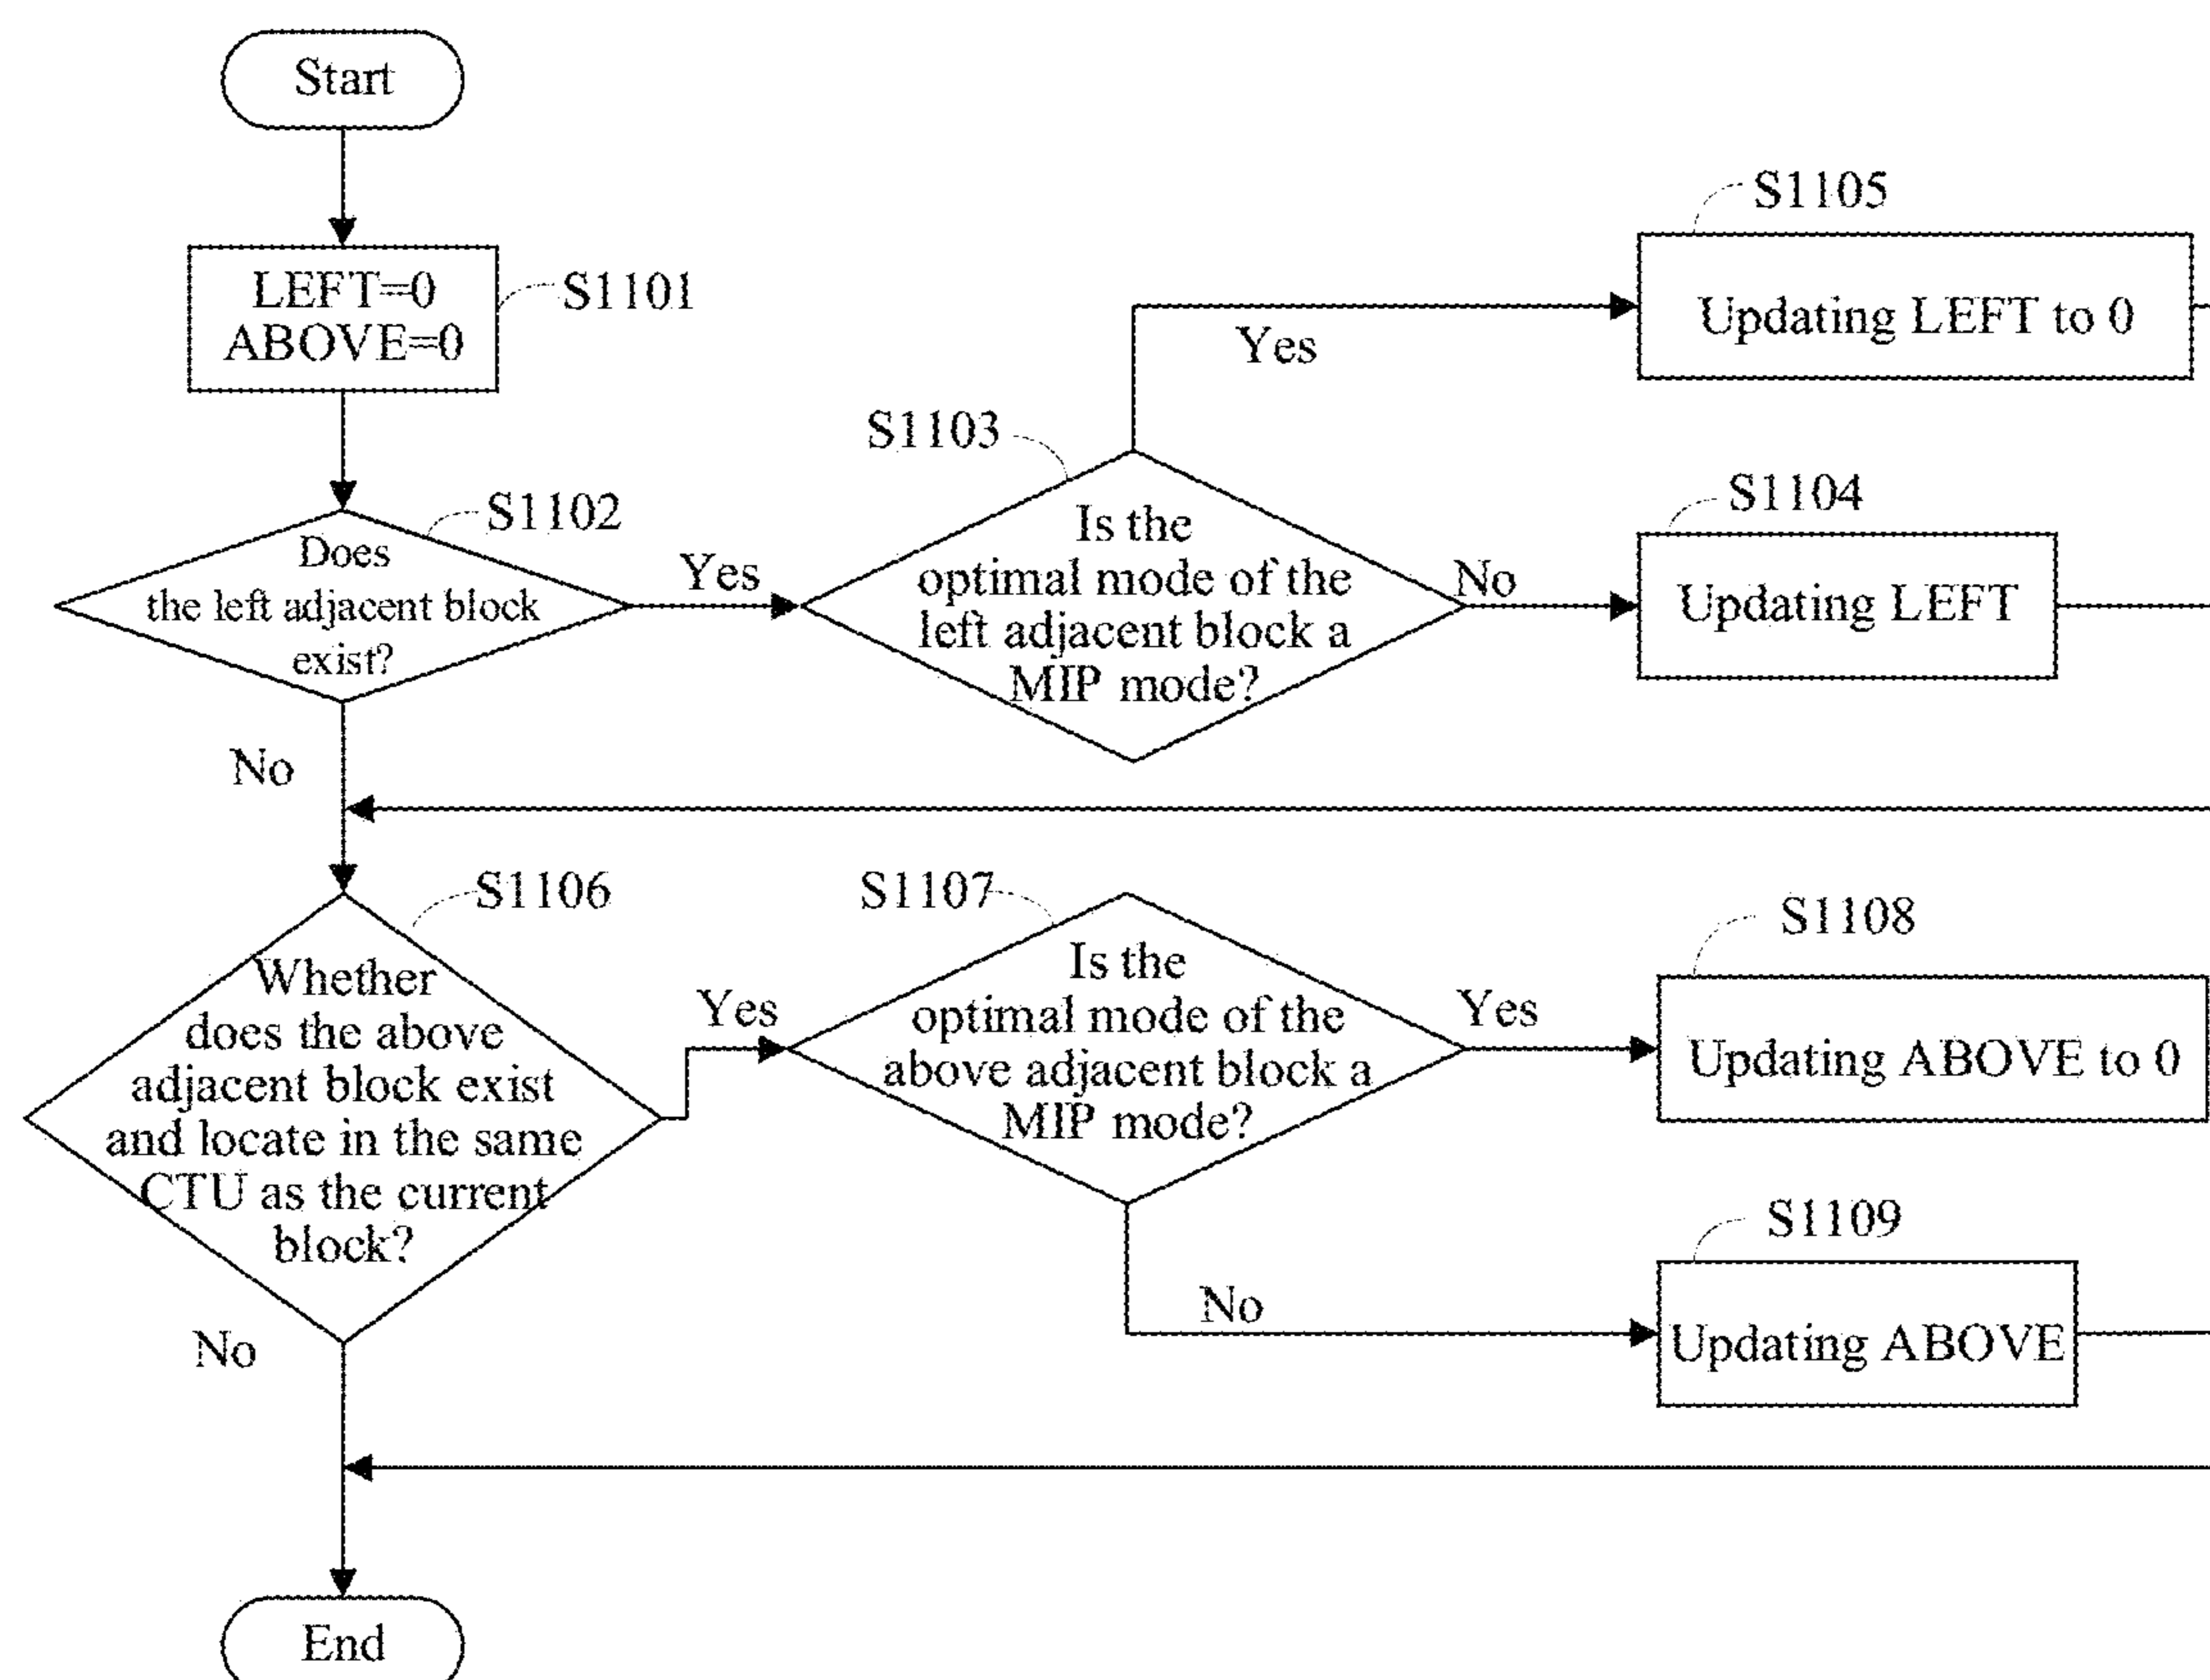 Start
LEFT=0
ABOVE=0
S1101
S1102
Does
the left adjacent block
exist?
Yes
No
S1103
Is the
optimal mode of the
left adjacent block a
MIP mode?
Yes
S1105
Updating LEFT to 0
No
S1104
Updating LEFT
S1106
Whether
does the above
adjacent block exist
and locate in the same
CTU as the current
block?
Yes
No
S1107
Is the
optimal mode of the
above adjacent block a
MIP mode?
Yes
S1108
Updating ABOVE to 0
No
S1109
Updating ABOVE
End